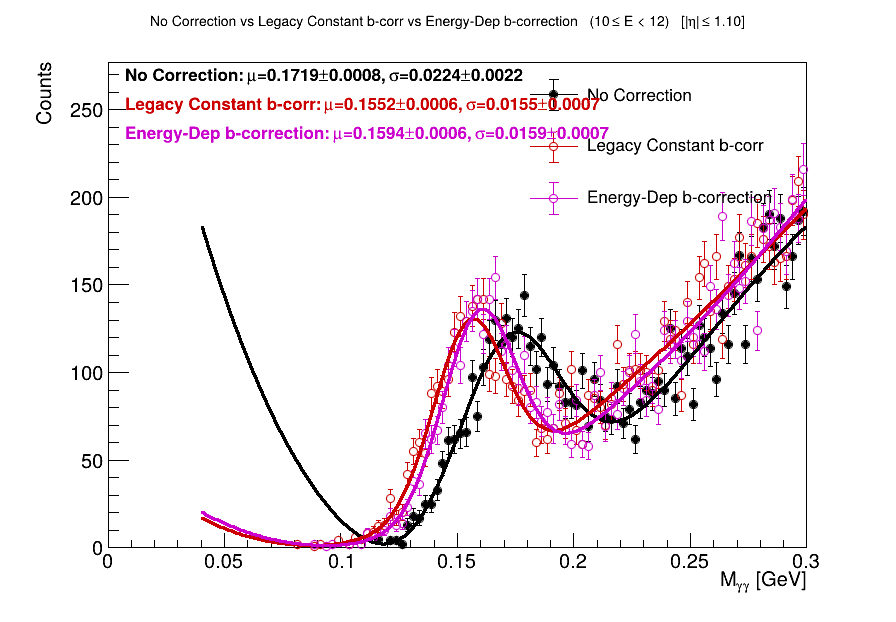 No Correction vs Legacy Constant b-corr vs Energy-Dep b-correction (10 ≤ E < 12) [|η| ≤ 1.10]
Counts
No Correction: μ=0.1719±0.0008, σ=0.0224±0.0022
Legacy Constant b-corr: μ=0.1552±0.0006, σ=0.0155±0.0007
Energy-Dep b-correction: μ=0.1594±0.0006, σ=0.0159±0.0007
No Correction
Legacy Constant b-corr
Energy-Dep b-correction
250
200
150
100
50
0
0 0.05 0.1 0.15 0.2 0.25 0.3
Mγγ [GeV]